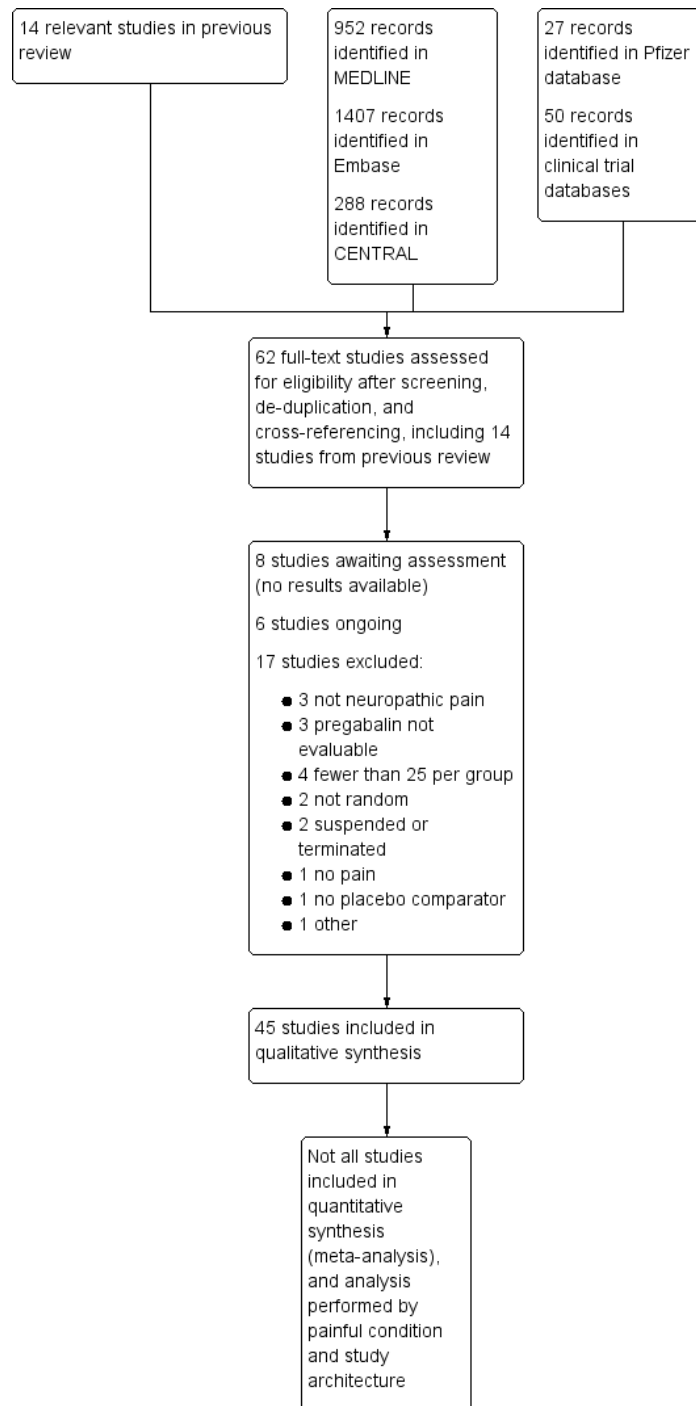 14 relevant studies in previous
review
952 records
identified in
MEDLINE
1407 records
identified in
Embase
288 records
identified in
CENTRAL
27 records
identified in Pfizer
database
50 records
identified in
clinical trial
databases
62 full-text studies assessed
for eligibility after screening,
de-duplication, and
cross-referencing, including 14
studies from previous review
8 studies awaiting assessment
(no results available)
6 studies ongoing
17 studies excluded:
● 3 not neuropathic pain
● 3 pregabalin not
evaluable
● 4 fewer than 25 per group
● 2 not random
● 2 suspended or
terminated
● 1 no pain
● 1 no placebo comparator
● 1 other
45 studies included in
qualitative synthesis
Not all studies
included in
quantitative
synthesis
(meta-analysis),
and analysis
performed by
painful condition
and study
architecture